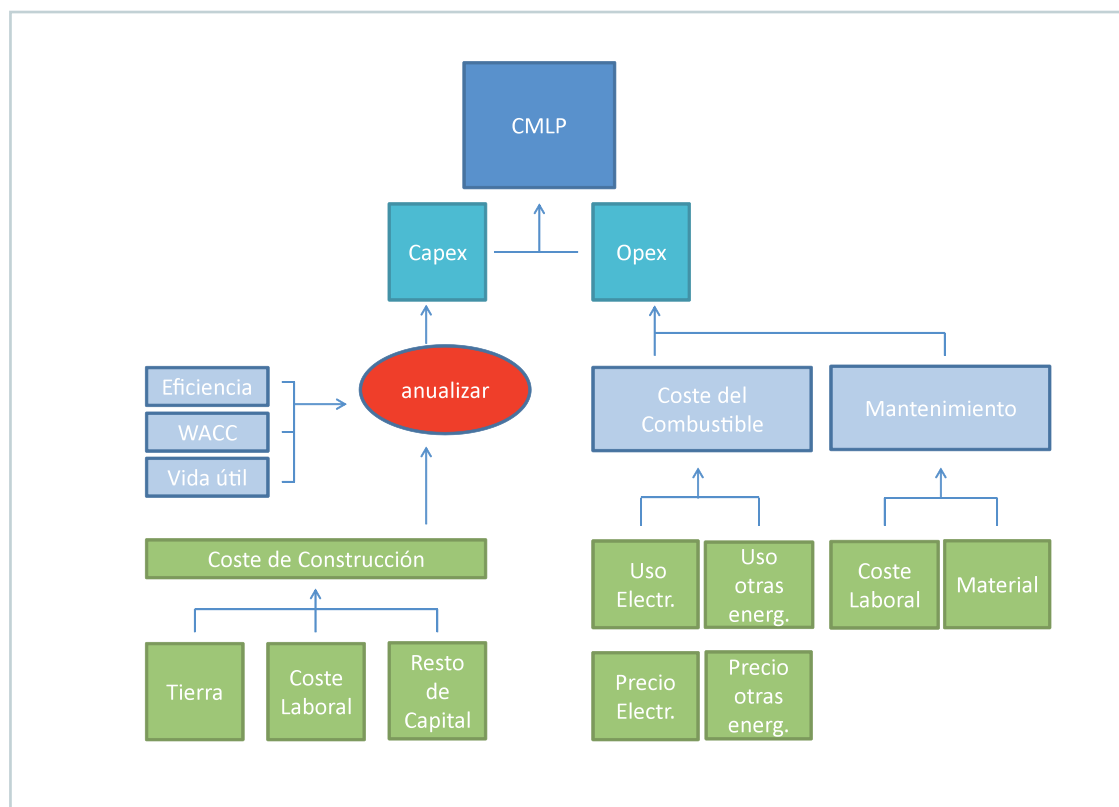 CMLP
Capex
Opex
Eficiencia
WACC
Vida útil
anualizar
Coste del
Combustible
Mantenimiento
Coste de Construcción
Tierra
Coste
Laboral
Resto
de
Capital
Uso
Electr.
Uso
otras
energ.
Coste
Laboral
Material
Precio
Electr.
Precio
otras
energ.